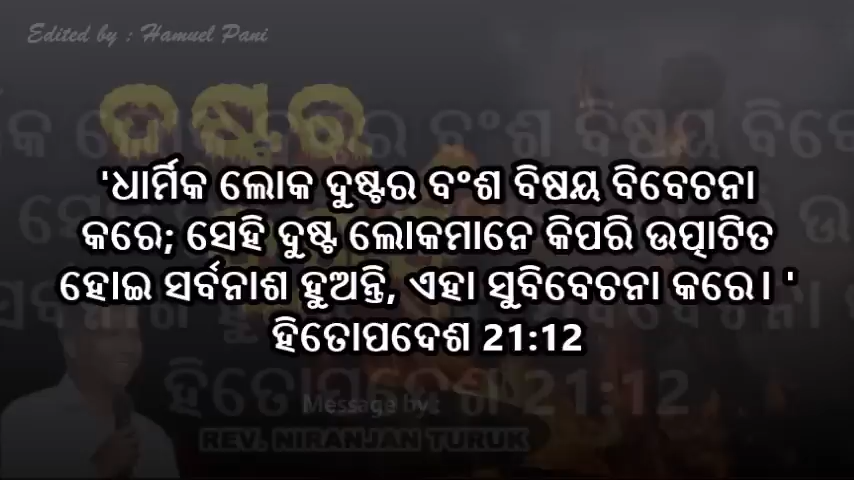 Edited by : Hamuel Pani
'ଧାର୍ମିକ ଲୋକ ଦୁଷ୍ଟର ବଂଶ ବିଷୟ ବିବେଚନା
କରେ; ସେହି ଦୁଷ୍ଟ ଲୋକମାନେ କିପରି ଉତ୍ପାଟିତ
ହୋଇ ସର୍ବନାଶ ହୁଅନ୍ତି, ଏହା ସୁବିବେଚନା କରେ। '
ହିତୋପଦେଶ 21:12
Message by :
REV. NIRANJAN TURUK